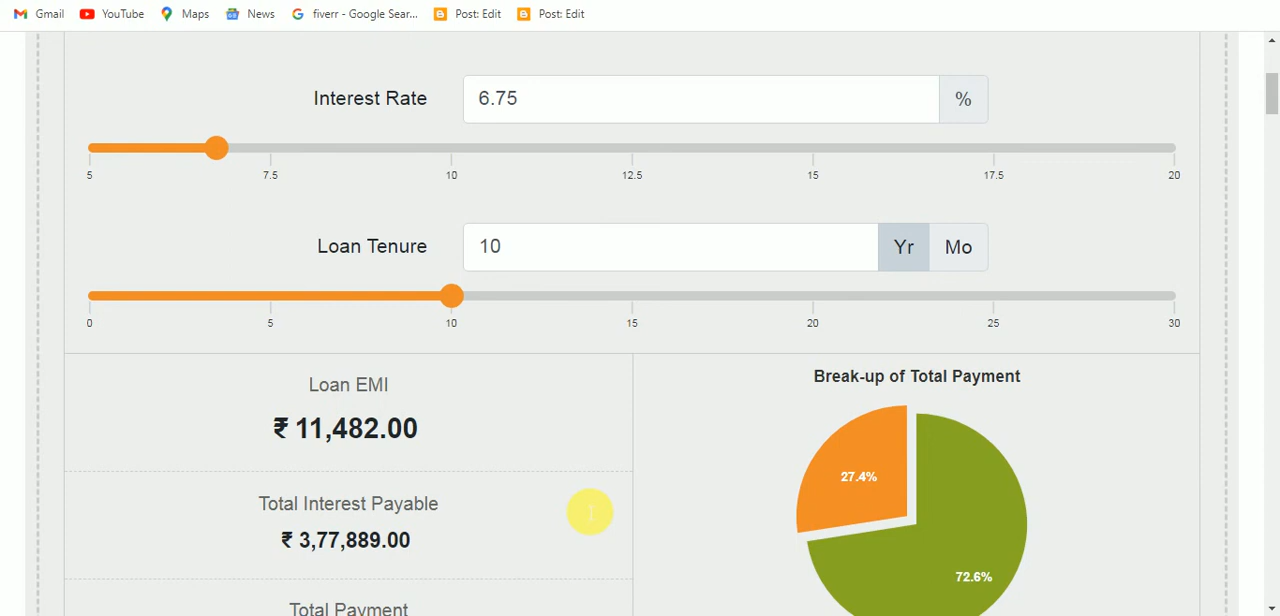 Gmail YouTube Maps News fiverr - Google Sear... Post: Edit Post: Edit
Interest Rate 6.75 %
5 7.5 10 12.5 15 17.5 20
Loan Tenure 10 Yr Mo
0 5 10 15 20 25 30
Loan EMI
₹ 11,482.00
Total Interest Payable
₹ 3,77,889.00
Total Payment
Break-up of Total Payment
27.4%
72.6%